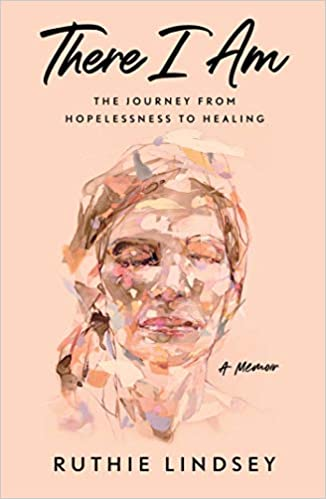 There I Am
THE JOURNEY FROM
HOPELESSNESS TO HEALING
A Memoir
RUTHIE LINDSEY